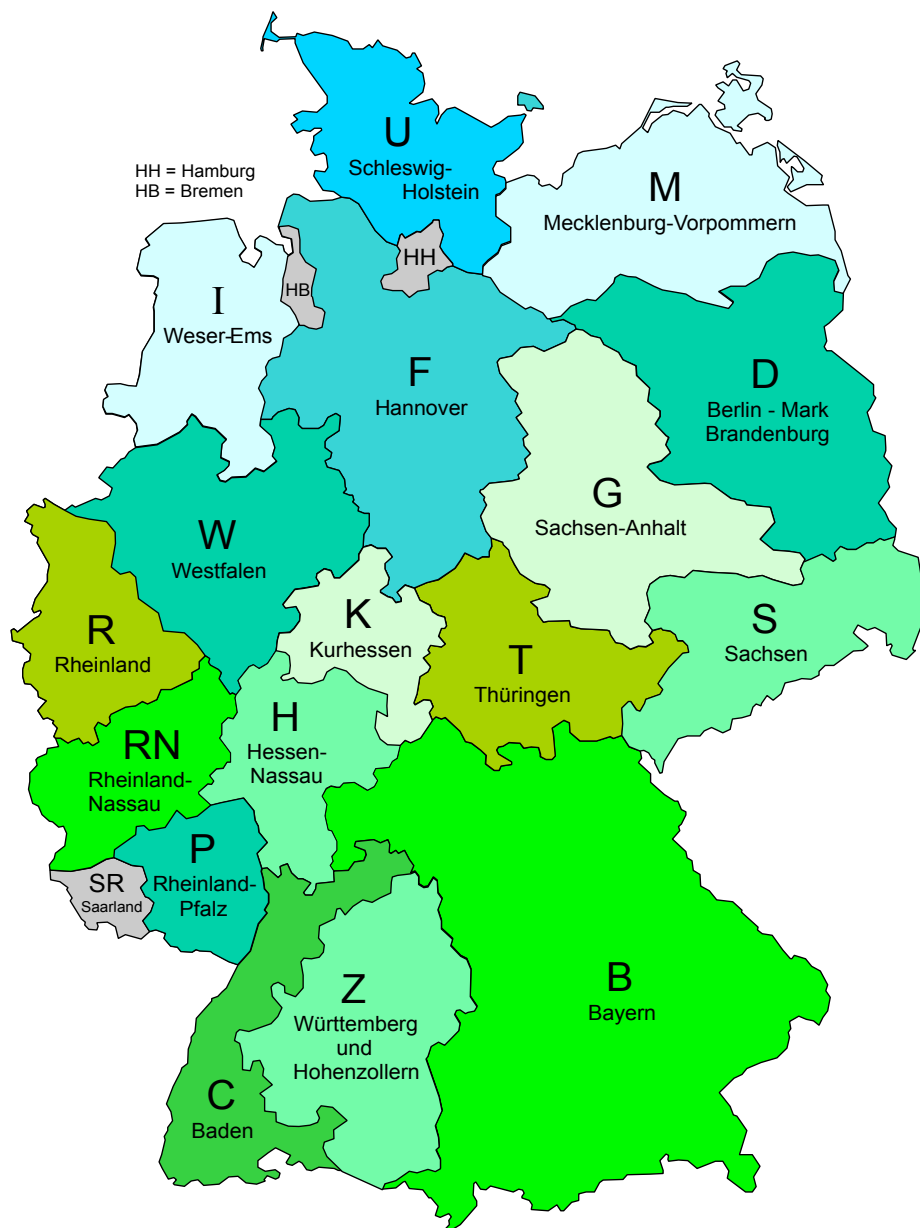 U
Schleswig-
Holstein
HH = Hamburg
HB = Bremen
M
Mecklenburg-Vorpommern
HH
HB
I
Weser-Ems
F
Hannover
D
Berlin - Mark
Brandenburg
G
Sachsen-Anhalt
W
Westfalen
K
Kurhessen
S
Sachsen
R
Rheinland
T
Thüringen
H
Hessen-
Nassau
RN
Rheinland-
Nassau
P
Rheinland-
Pfalz
SR
Saarland
B
Bayern
Z
Württemberg
und
Hohenzollern
C
Baden